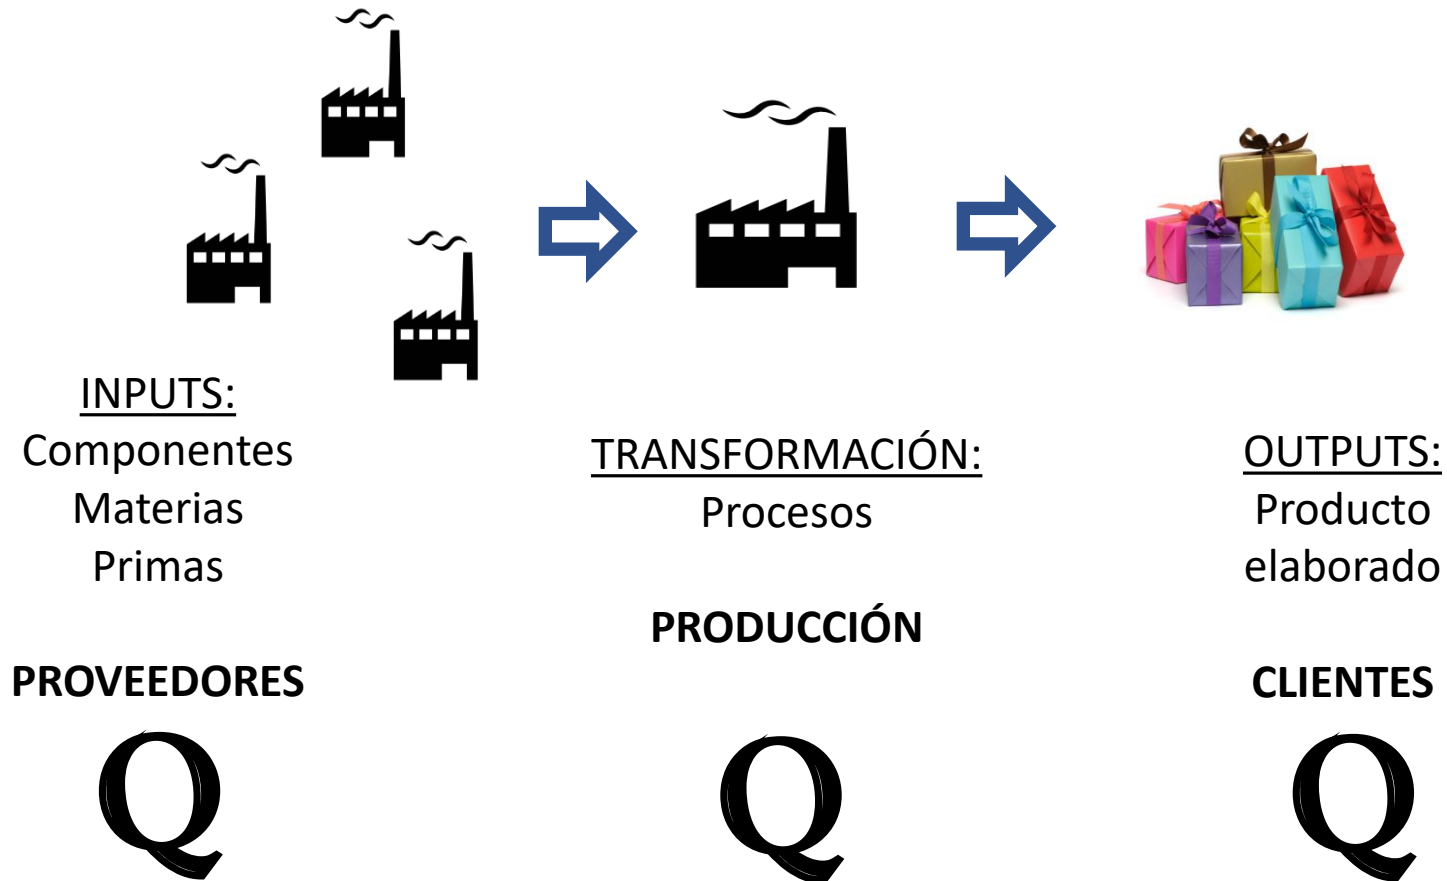 INPUTS:
Componentes
Materias
Primas
PROVEEDORES
Q
TRANSFORMACIÓN:
Procesos
PRODUCCIÓN
Q
OUTPUTS:
Producto
elaborado
CLIENTES
Q